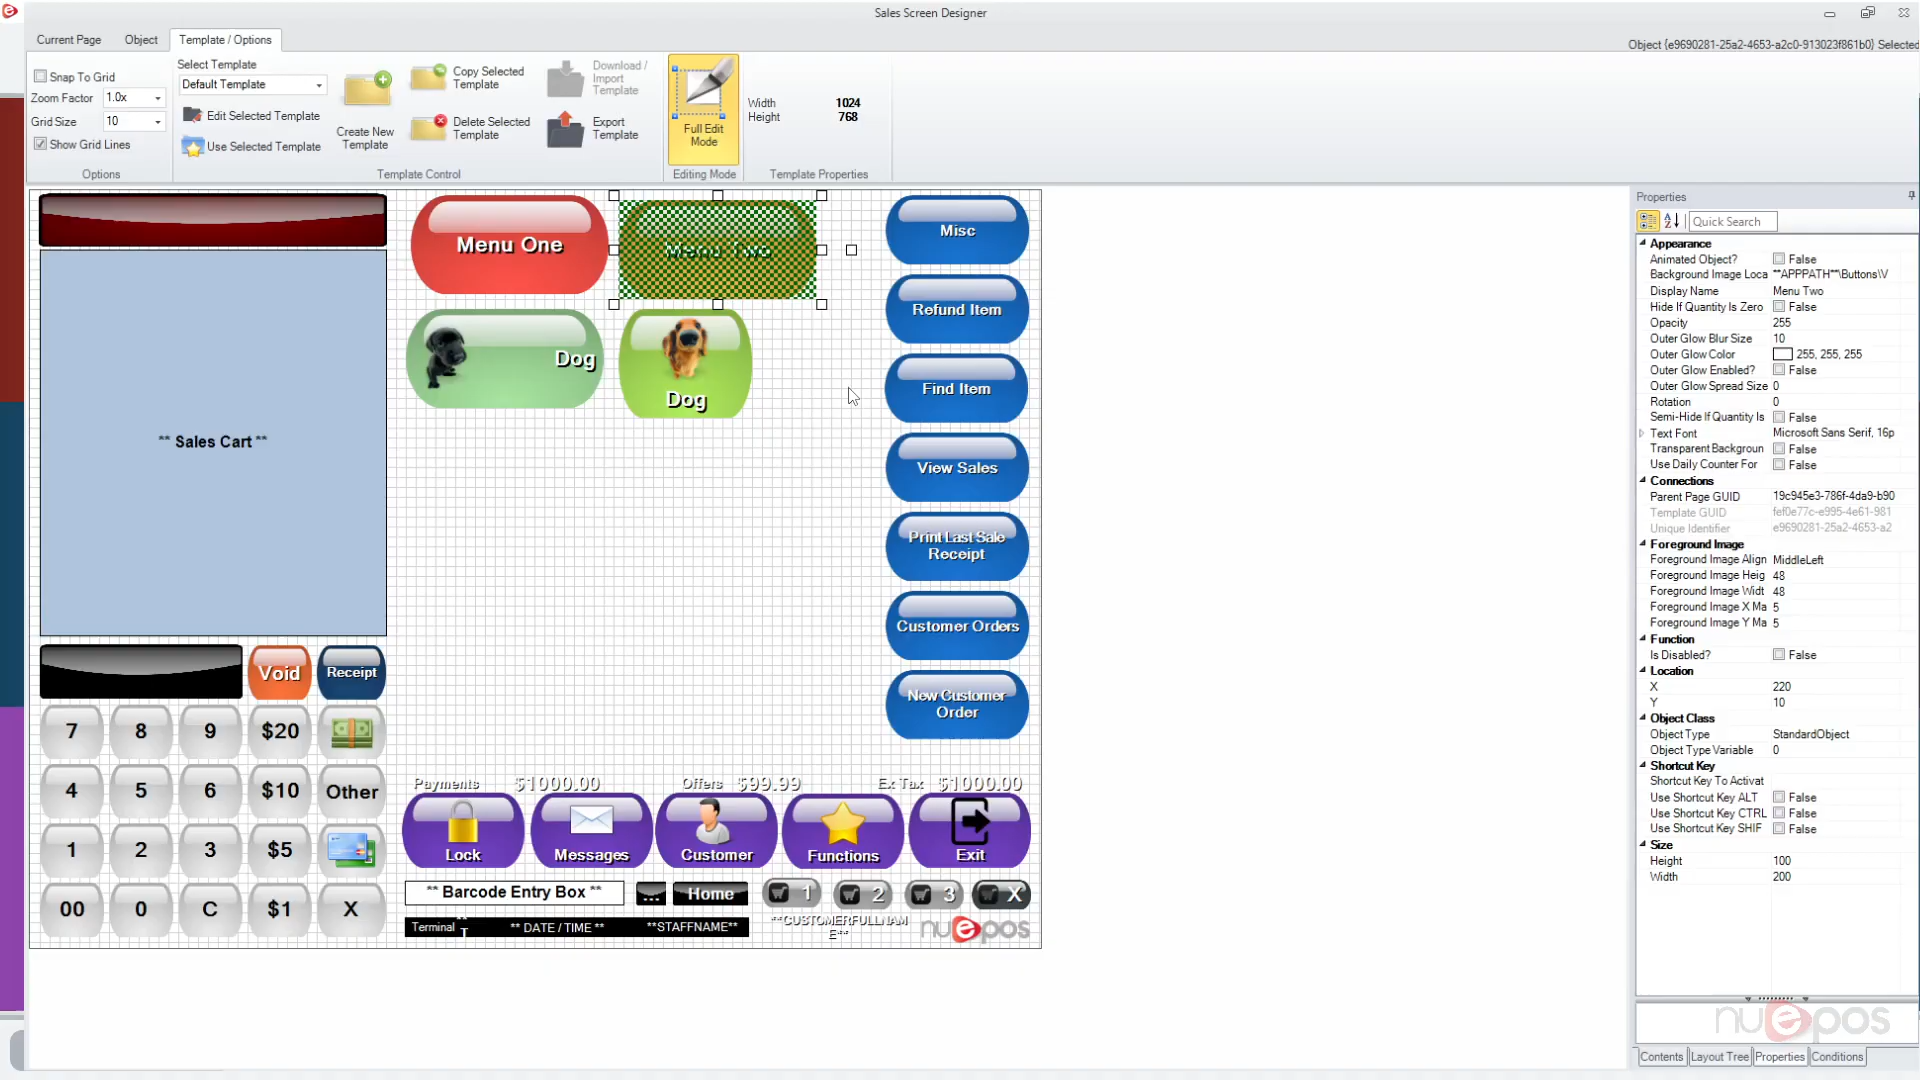 Sales Screen Designer
Current Page
Object
Template / Options
Object {e9690281-25a2-4653-a2c0-913023f861b0} Selected
Snap To Grid
Zoom Factor 1.0x
Grid Size 10
Show Grid Lines
Options
Select Template
Default Template
Edit Selected Template
Use Selected Template
Create New
Template
Copy Selected
Template
Delete Selected
Template
Download /
Import
Template
Export
Template
Template Control
Full Edit
Mode
Editing Mode
Width 1024
Height 768
Template Properties
Menu One
Menu Two
Dog
Dog
** Sales Cart **
Misc
Refund Item
Find Item
View Sales
Print Last Sale
Receipt
Customer Orders
New Customer
Order
Void
Receipt
7 8 9 $20
4 5 6 $10 Other
1 2 3 $5
00 0 C $1 X
Payments $1000.00 Offers $99.99 Ex Tax $1000.00
Lock
Messages
Customer
Functions
Exit
** Barcode Entry Box **
...
Home
1
2
3
X
Terminal ** T
** DATE / TIME **
**STAFFNAME**
**CUSTOMERFULLNAM
E**
nuepos
Properties
Quick Search
Appearance
Animated Object? False
Background Image Loca **APPPATH**\Buttons\V
Display Name Menu Two
Hide If Quantity Is Zero False
Opacity 255
Outer Glow Blur Size 10
Outer Glow Color 255, 255, 255
Outer Glow Enabled? False
Outer Glow Spread Size 0
Rotation 0
Semi-Hide If Quantity Is False
Text Font Microsoft Sans Serif, 16p
Transparent Backgroun False
Use Daily Counter For False
Connections
Parent Page GUID 19c945e3-786f-4da9-b90
Template GUID fef0e77c-e995-4e61-981
Unique Identifier e9690281-25a2-4653-a2
Foreground Image
Foreground Image Align MiddleLeft
Foreground Image Heig 48
Foreground Image Widt 48
Foreground Image X Ma 5
Foreground Image Y Ma 5
Function
Is Disabled? False
Location
X 220
Y 10
Object Class
Object Type StandardObject
Object Type Variable 0
Shortcut Key
Shortcut Key To Activat
Use Shortcut Key ALT False
Use Shortcut Key CTRL False
Use Shortcut Key SHIF False
Size
Height 100
Width 200
nuepos
Contents
Layout Tree
Properties
Conditions